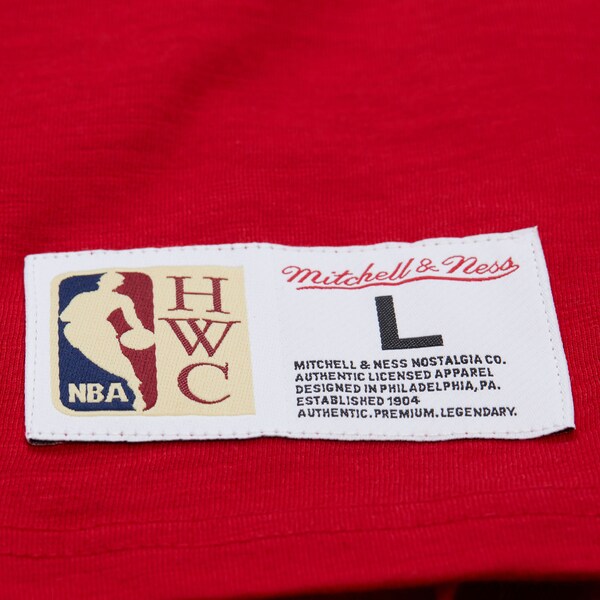 NBA
H
W
C
Mitchell & Ness
L
MITCHELL & NESS NOSTALGIA CO.
AUTHENTIC LICENSED APPAREL
DESIGNED IN PHILADELPHIA, PA.
ESTABLISHED 1904
AUTHENTIC. PREMIUM. LEGENDARY.